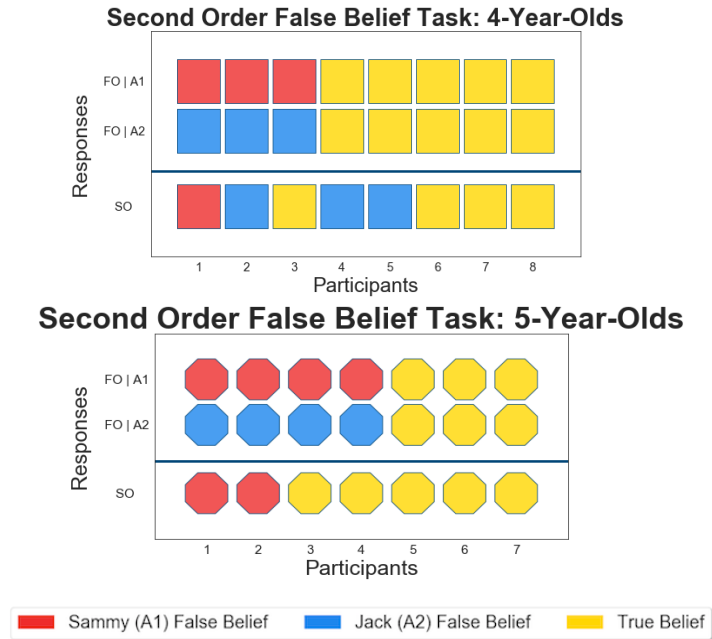 Second Order False Belief Task: 4-Year-Olds
Responses
FO | A1
FO | A2
SO
1 2 3 4 5 6 7 8
Participants
Second Order False Belief Task: 5-Year-Olds
Responses
FO | A1
FO | A2
SO
1 2 3 4 5 6 7
Participants
Sammy (A1) False Belief Jack (A2) False Belief True Belief